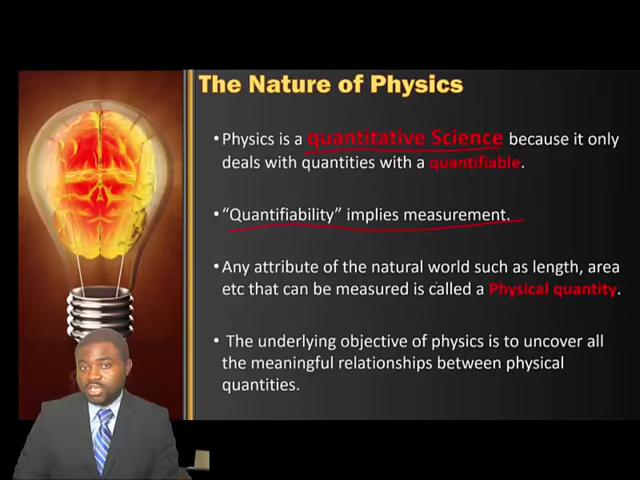 The Nature of Physics
•Physics is a quantitative Science because it only
deals with quantities with a quantifiable.
•“Quantifiability” implies measurement.
•Any attribute of the natural world such as length, area
etc that can be measured is called a Physical quantity.
• The underlying objective of physics is to uncover all
the meaningful relationships between physical
quantities.